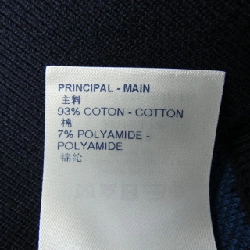 PRINCIPAL - MAIN
主料
93% COTON - COTTON
棉
7% POLYAMIDE -
POLYAMIDE
锦纶